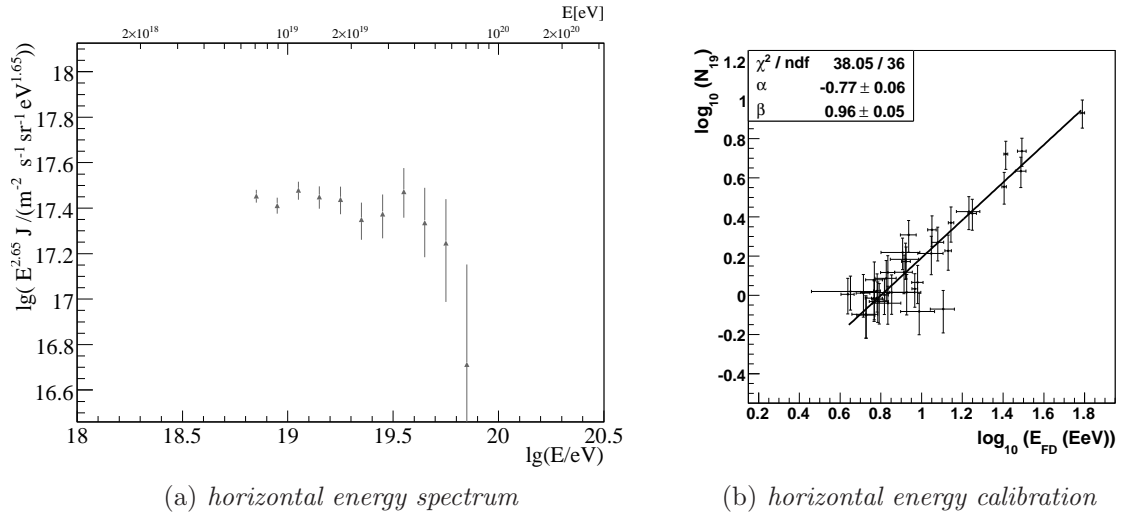 E[eV]
2×10^18 10^19 2×10^19 10^20 2×10^20
lg( E^2.65 J /(m^-2 s^-1 sr^-1 eV^1.65))
18
17.8
17.6
17.4
17.2
17
16.8
16.6
18 18.5 19 19.5 20 20.5
lg(E/eV)
(a) horizontal energy spectrum
log10 (N19)
χ² / ndf 38.05 / 36
α -0.77 ± 0.06
β 0.96 ± 0.05
1.2
1
0.8
0.6
0.4
0.2
0
-0.2
-0.4
0.2 0.4 0.6 0.8 1 1.2 1.4 1.6 1.8
log10 (E_FD (EeV))
(b) horizontal energy calibration